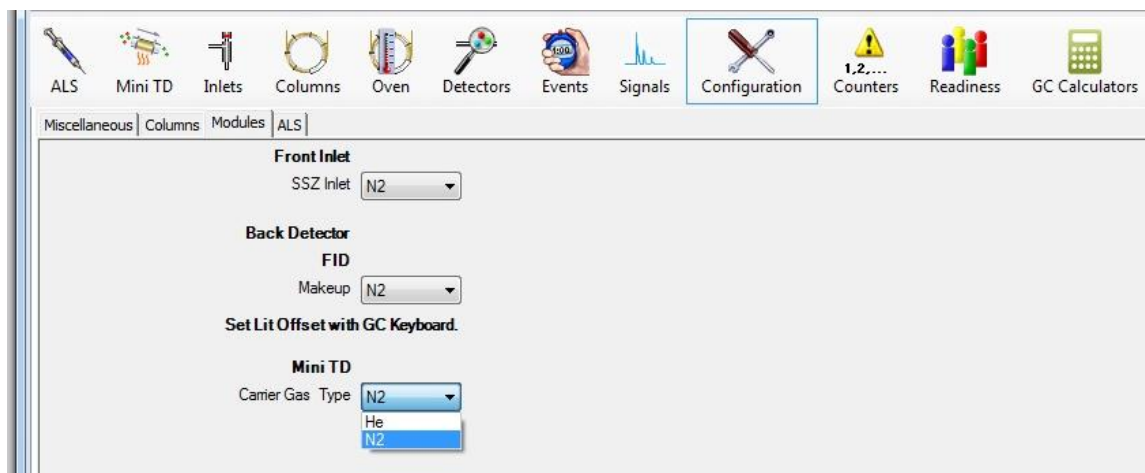 1:00
1,2,...
ALS Mini TD Inlets Columns Oven Detectors Events Signals Configuration Counters Readiness GC Calculators
Miscellaneous Columns Modules ALS
Front Inlet
SSZ Inlet N2
Back Detector
FID
Makeup N2
Set Lit Offset with GC Keyboard.
Mini TD
Carrier Gas Type N2
He
N2